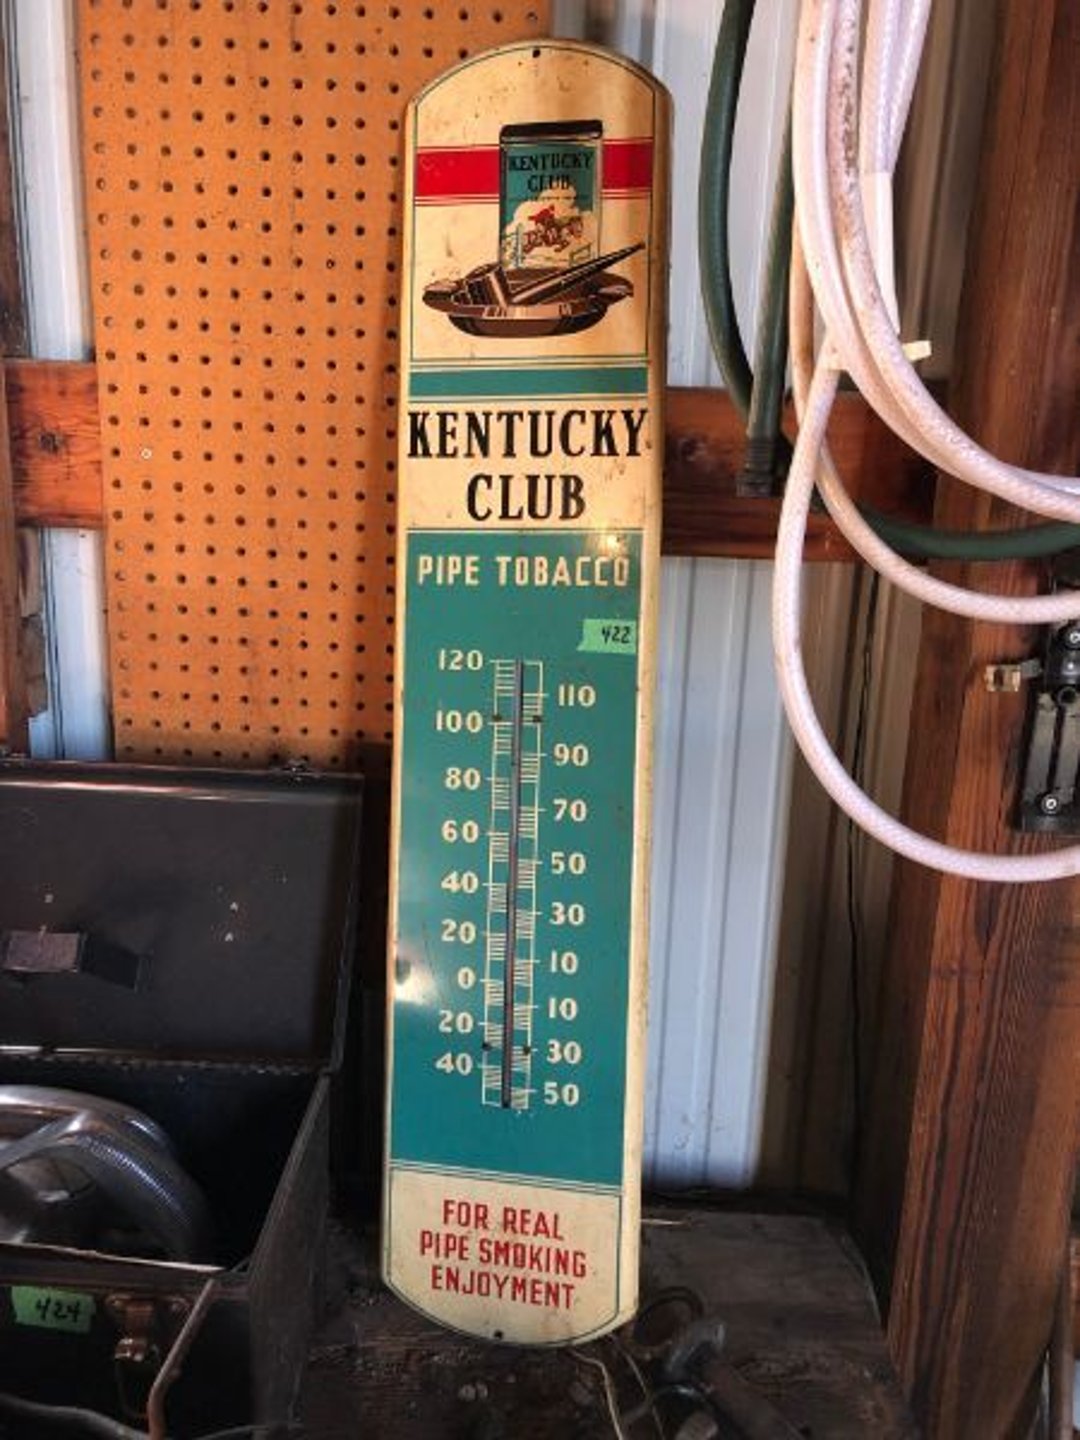 KENTUCKY
CLUB
KENTUCKY
CLUB
PIPE TOBACCO
422
120
110
100
90
80
70
60
50
40
30
20
10
0
10
20
30
40
50
FOR REAL
PIPE SMOKING
ENJOYMENT
424